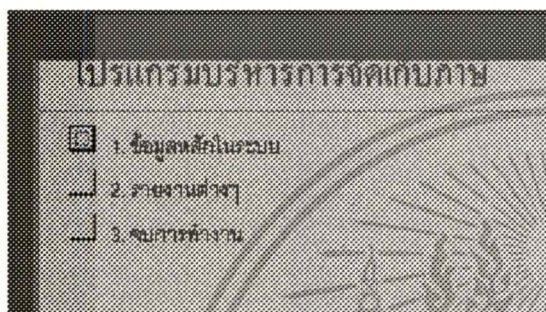 โปรแกรมบริหารการจัดเก็บภาษ
1. ข้อมูลหลักในระบบ
2. รายงานต่างๆ
3. จบการทำงาน